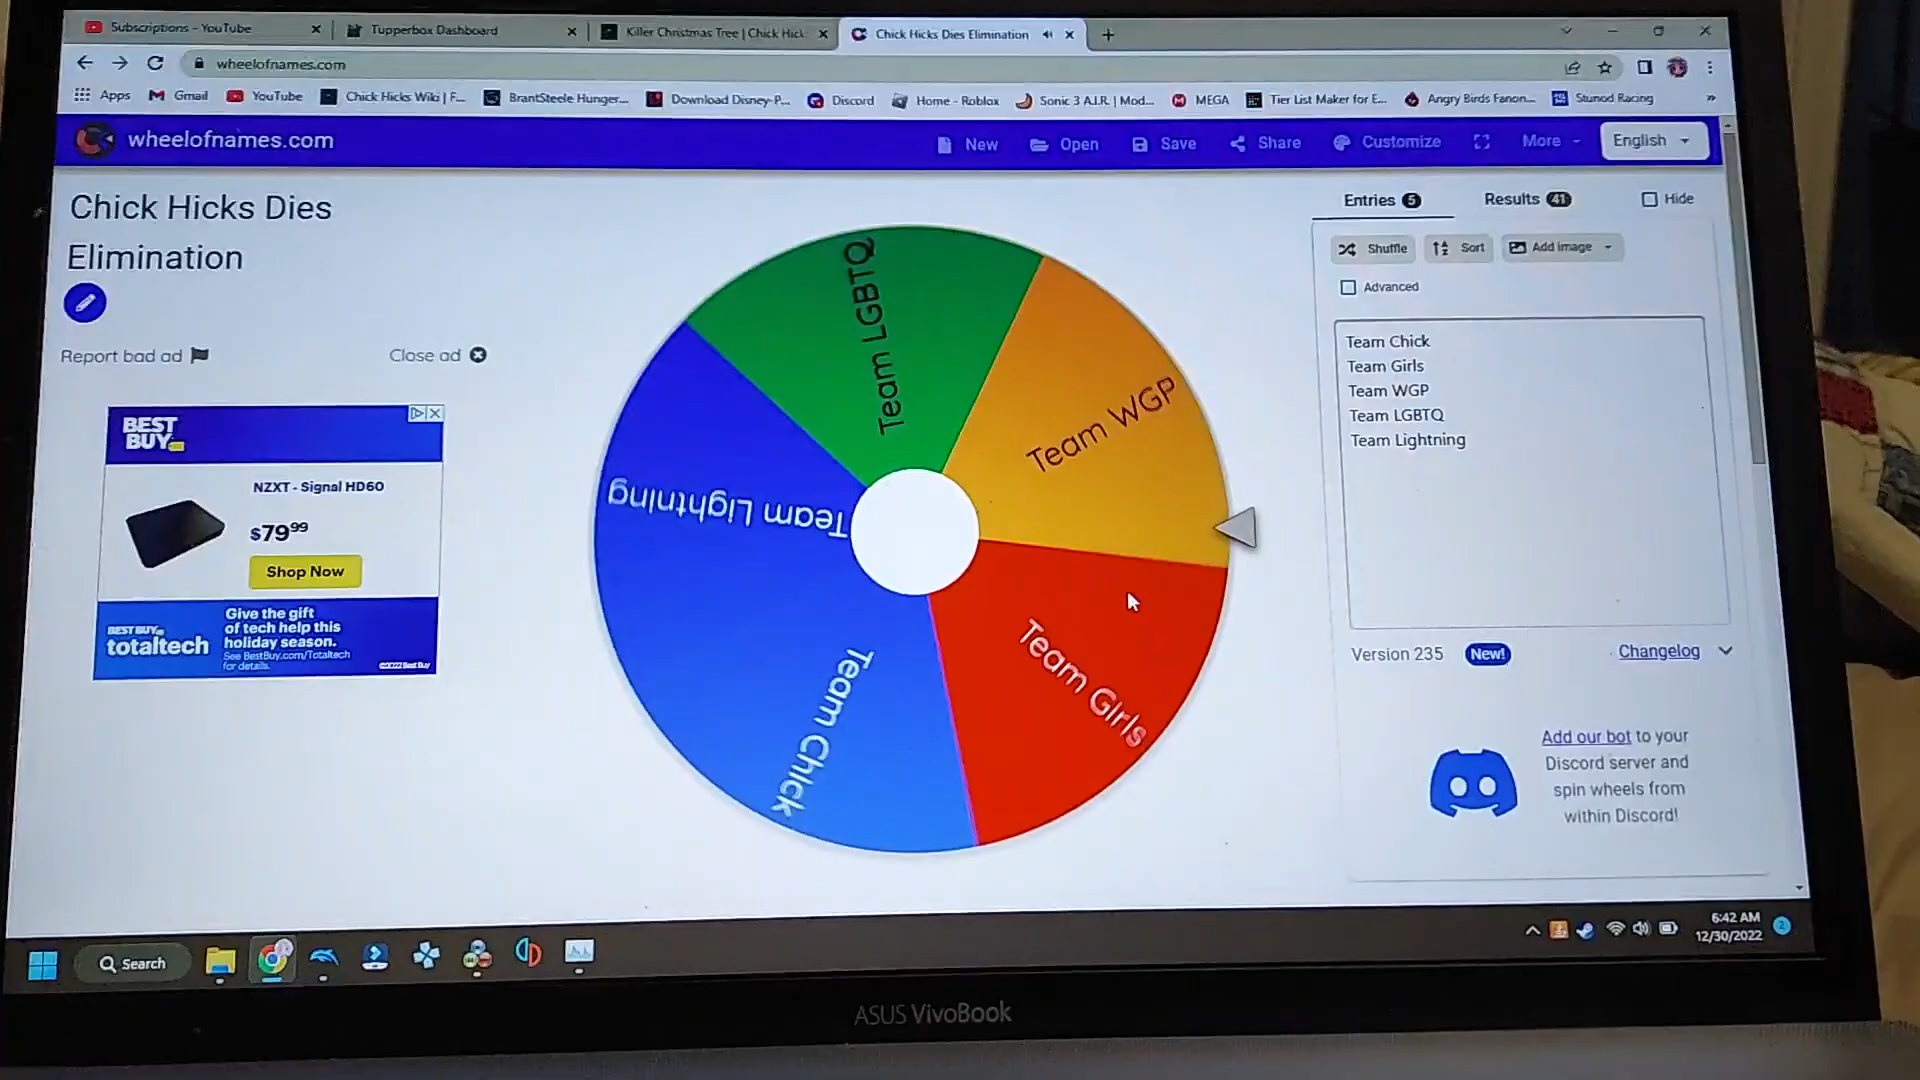 Subscriptions - YouTube
Tupperbox Dashboard
Killer Christmas Tree | Chick Hick
Chick Hicks Dies Elimination
wheelofnames.com
Apps
Gmail
YouTube
Chick Hicks Wiki | F...
BrantSteele Hunger...
Download Disney-P...
Discord
Home - Roblox
Sonic 3 A.I.R. | Mod...
MEGA
Tier List Maker for E...
Angry Birds Fanon...
Stunod Racing
»
wheelofnames.com
New
Open
Save
Share
Customize
More
English
Chick Hicks Dies
Elimination
Report bad ad
Close ad
BEST
BUY
NZXT - Signal HD60
$7999
Shop Now
BEST BUY
totaltech
Give the gift
of tech help this
holiday season.
See BestBuy.com/Totaltech
for details.
©2022 Best Buy
Team LGBTQ
Team WGP
Team Lightning
Team Girls
Team Chick
Entries 5
Results 41
Hide
Shuffle
Sort
Add image
Advanced
Team Chick
Team Girls
Team WGP
Team LGBTQ
Team Lightning
Version 235
New!
Changelog
Add our bot to your
Discord server and
spin wheels from
within Discord!
Search
6:42 AM
12/30/2022
2
ASUS VivoBook